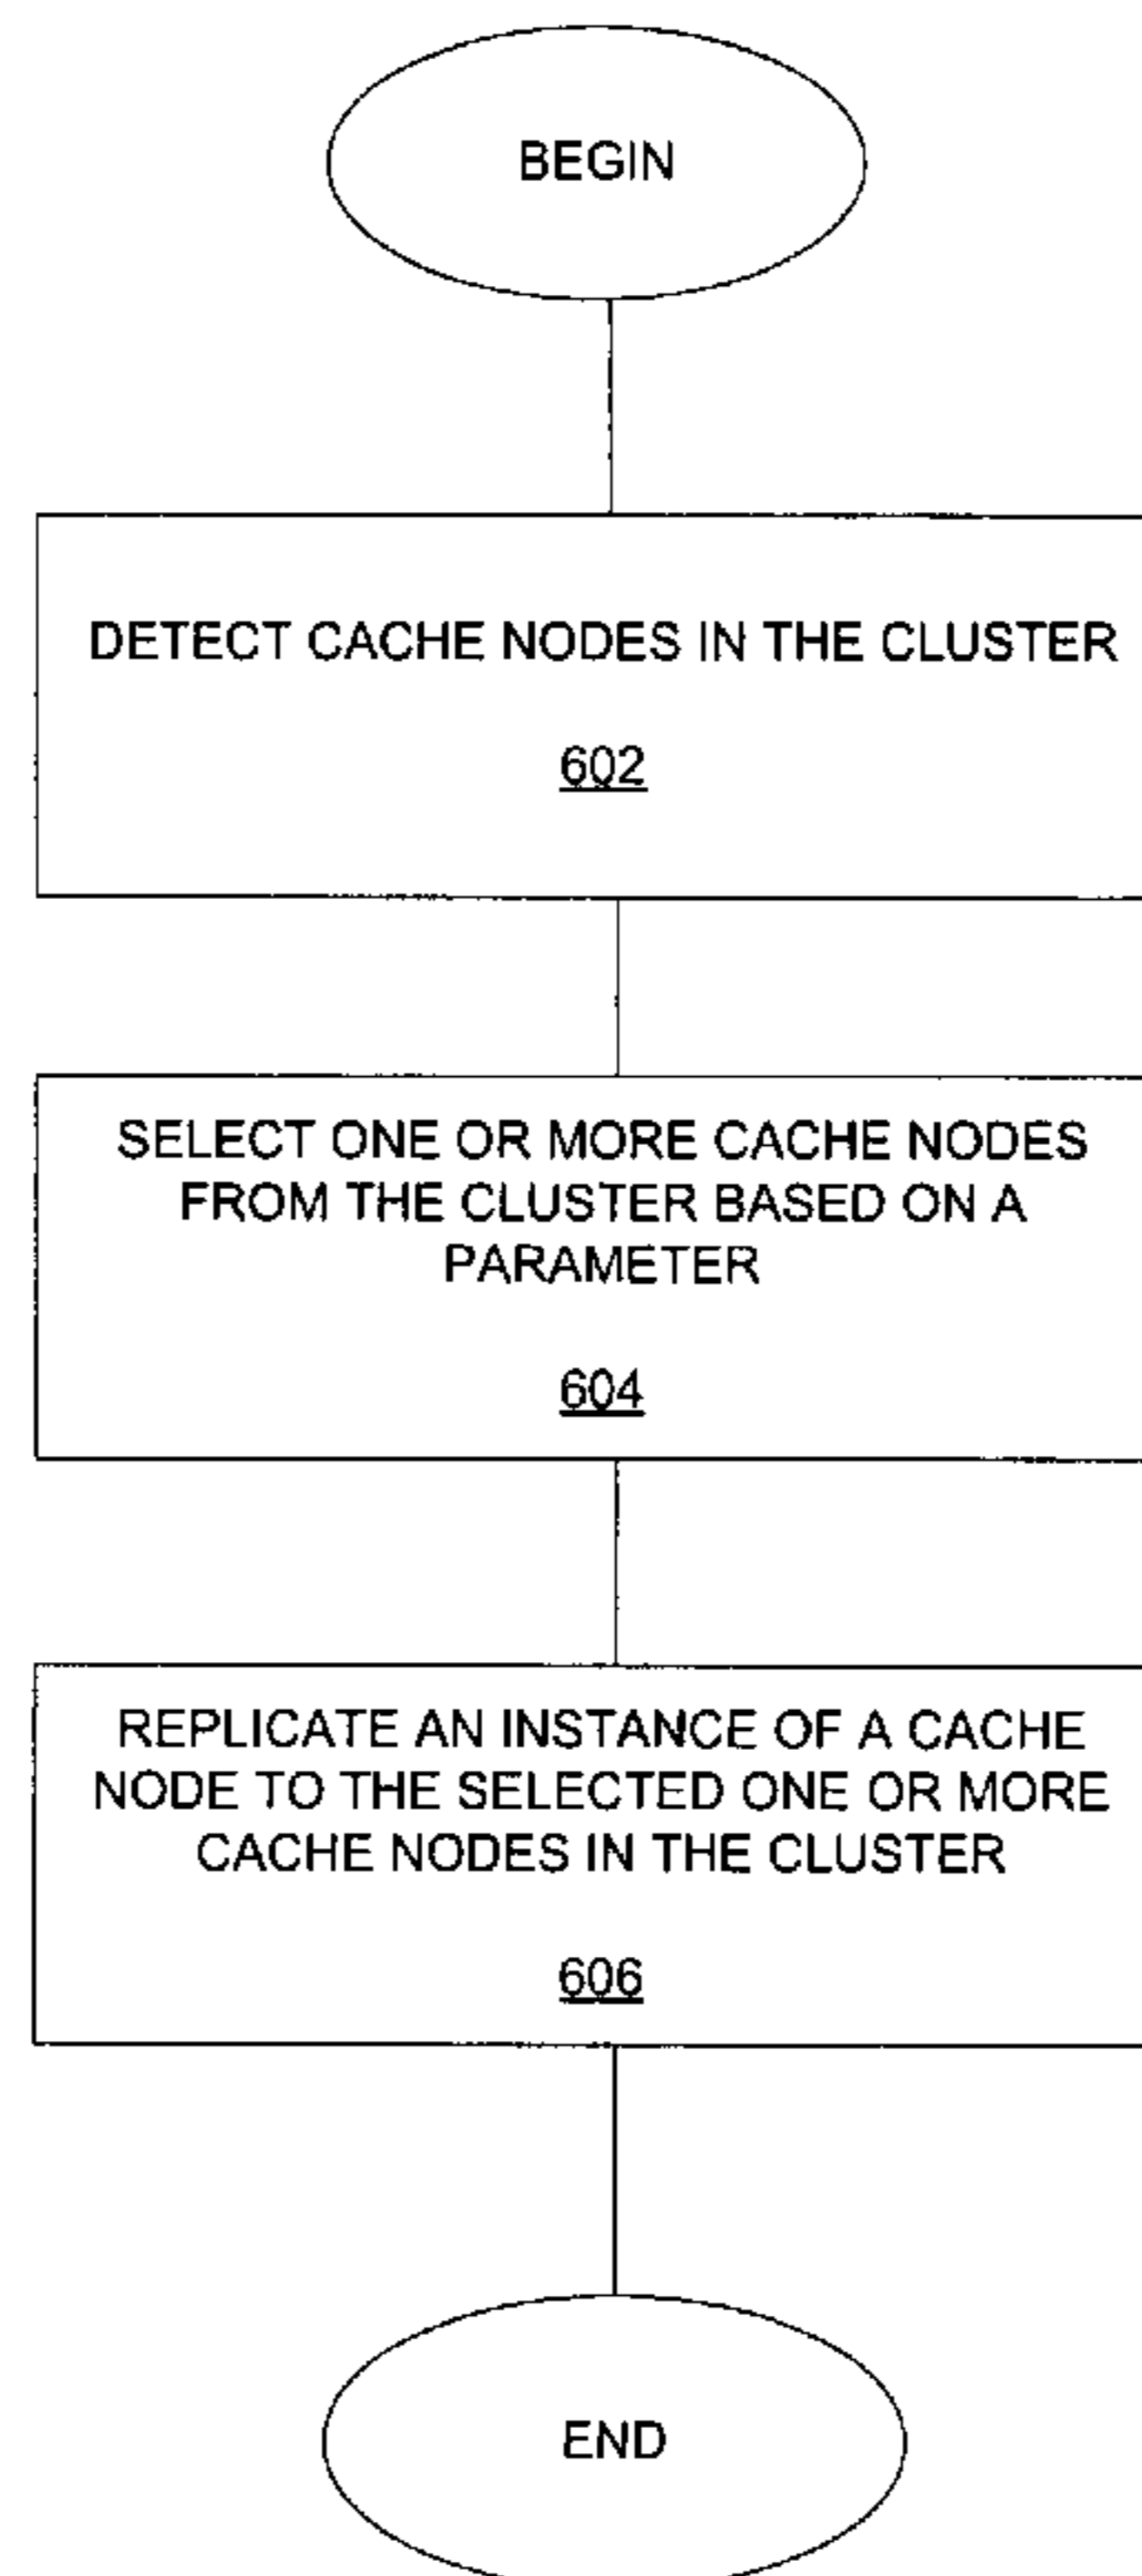 BEGIN
DETECT CACHE NODES IN THE CLUSTER
602
SELECT ONE OR MORE CACHE NODES
FROM THE CLUSTER BASED ON A
PARAMETER
604
REPLICATE AN INSTANCE OF A CACHE
NODE TO THE SELECTED ONE OR MORE
CACHE NODES IN THE CLUSTER
606
END